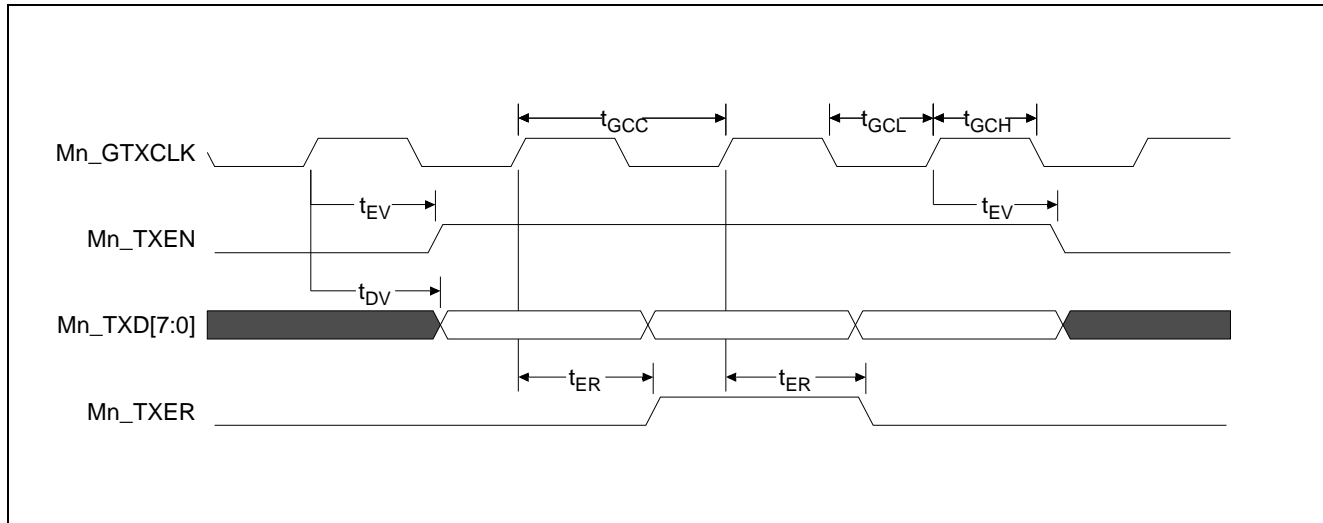 tGCC
tGCL
tGCH
Mn_GTXCLK
tEV
tEV
Mn_TXEN
tDV
Mn_TXD[7:0]
tER
tER
Mn_TXER